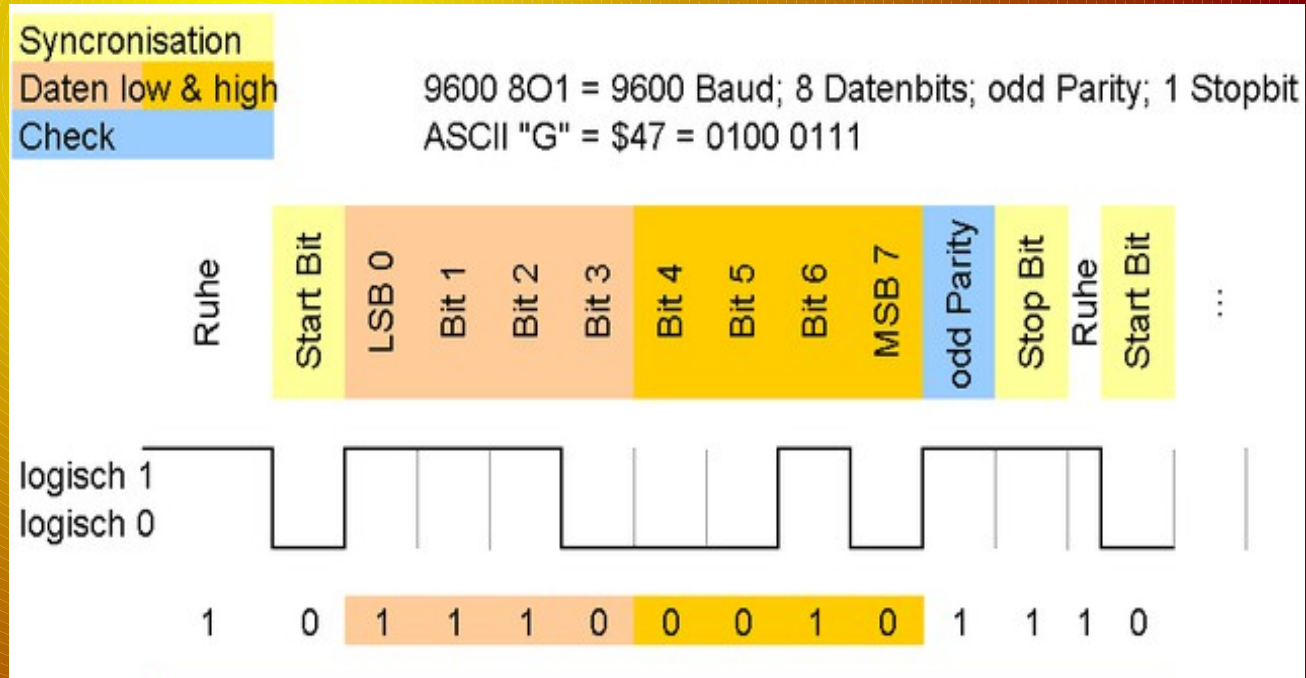 Syncronisation
Daten low & high
9600 8O1 = 9600 Baud; 8 Datenbits; odd Parity; 1 Stopbit
Check
ASCII "G" = $47 = 0100 0111
Ruhe
Start Bit
LSB 0
Bit 1
Bit 2
Bit 3
Bit 4
Bit 5
Bit 6
MSB 7
odd Parity
Stop Bit
Ruhe
Start Bit
...
logisch 1
logisch 0
1 0 1 1 1 0 0 0 1 0 1 1 1 0